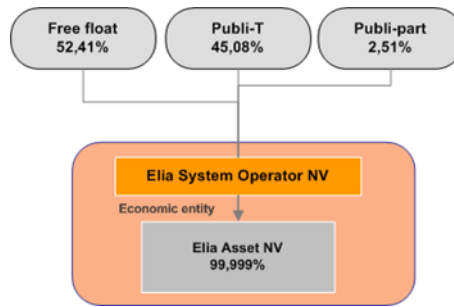 Free float
52,41%
Publi-T
45,08%
Publi-part
2,51%
Elia System Operator NV
Economic entity
Elia Asset NV
99,999%